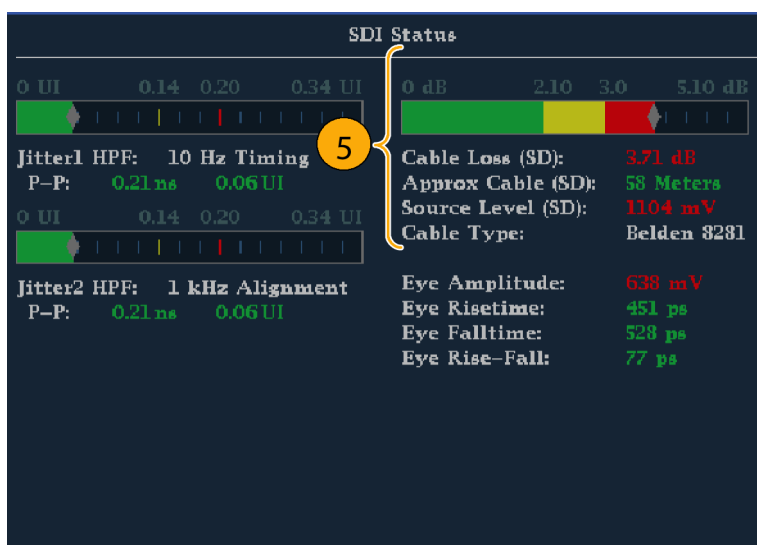 SDI Status
0 UI 0.14 0.20 0.34 UI
Jitter1 HPF: 10 Hz Timing
P-P: 0.21 ns 0.06 UI
0 UI 0.14 0.20 0.34 UI
Jitter2 HPF: 1 kHz Alignment
P-P: 0.21 ns 0.06 UI
5
0 dB 2.10 3.0 5.10 dB
Cable Loss (SD): 3.71 dB
Approx Cable (SD): 58 Meters
Source Level (SD): 1104 mV
Cable Type: Belden 8281
Eye Amplitude: 638 mV
Eye Risetime: 451 ps
Eye Falltime: 528 ps
Eye Rise-Fall: 77 ps